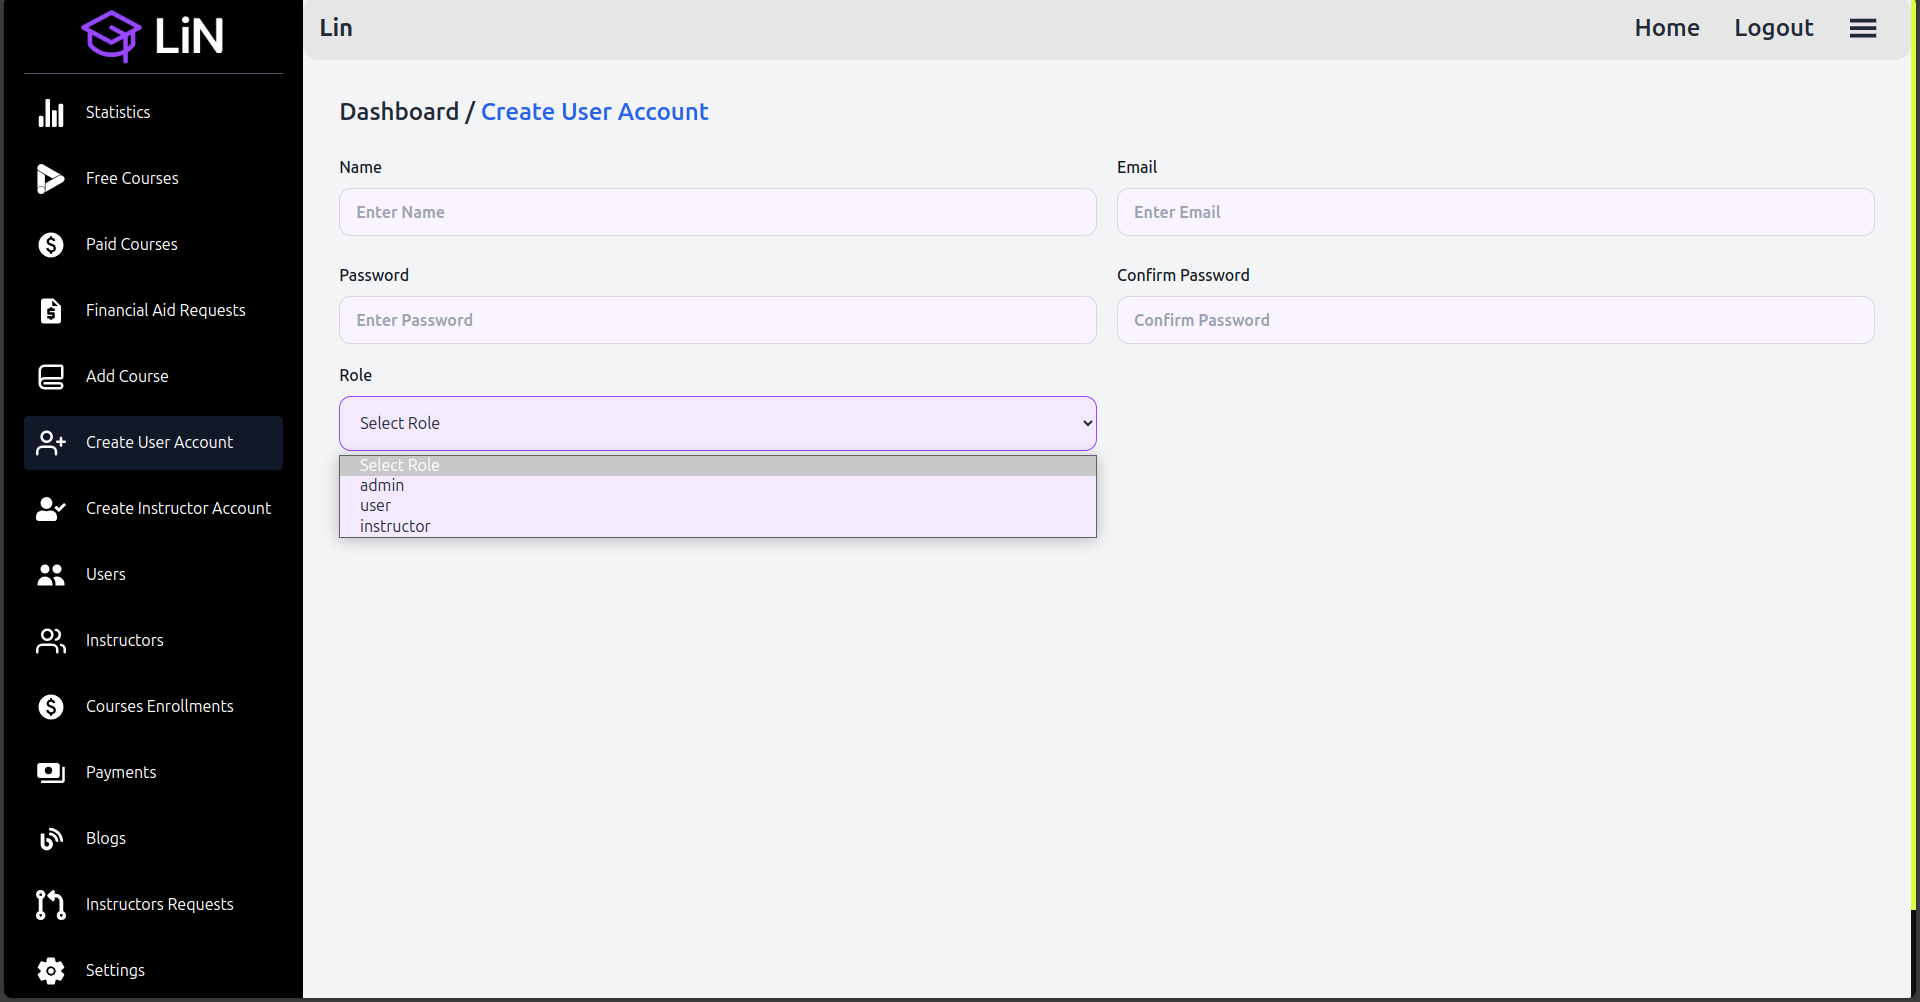 LiN
Statistics
Free Courses
Paid Courses
Financial Aid Requests
Add Course
Create User Account
Create Instructor Account
Users
Instructors
Courses Enrollments
Payments
Blogs
Instructors Requests
Settings
Lin
Home
Logout
Dashboard / Create User Account
Name
Enter Name
Email
Enter Email
Password
Enter Password
Confirm Password
Confirm Password
Role
Select Role
Select Role
admin
user
instructor